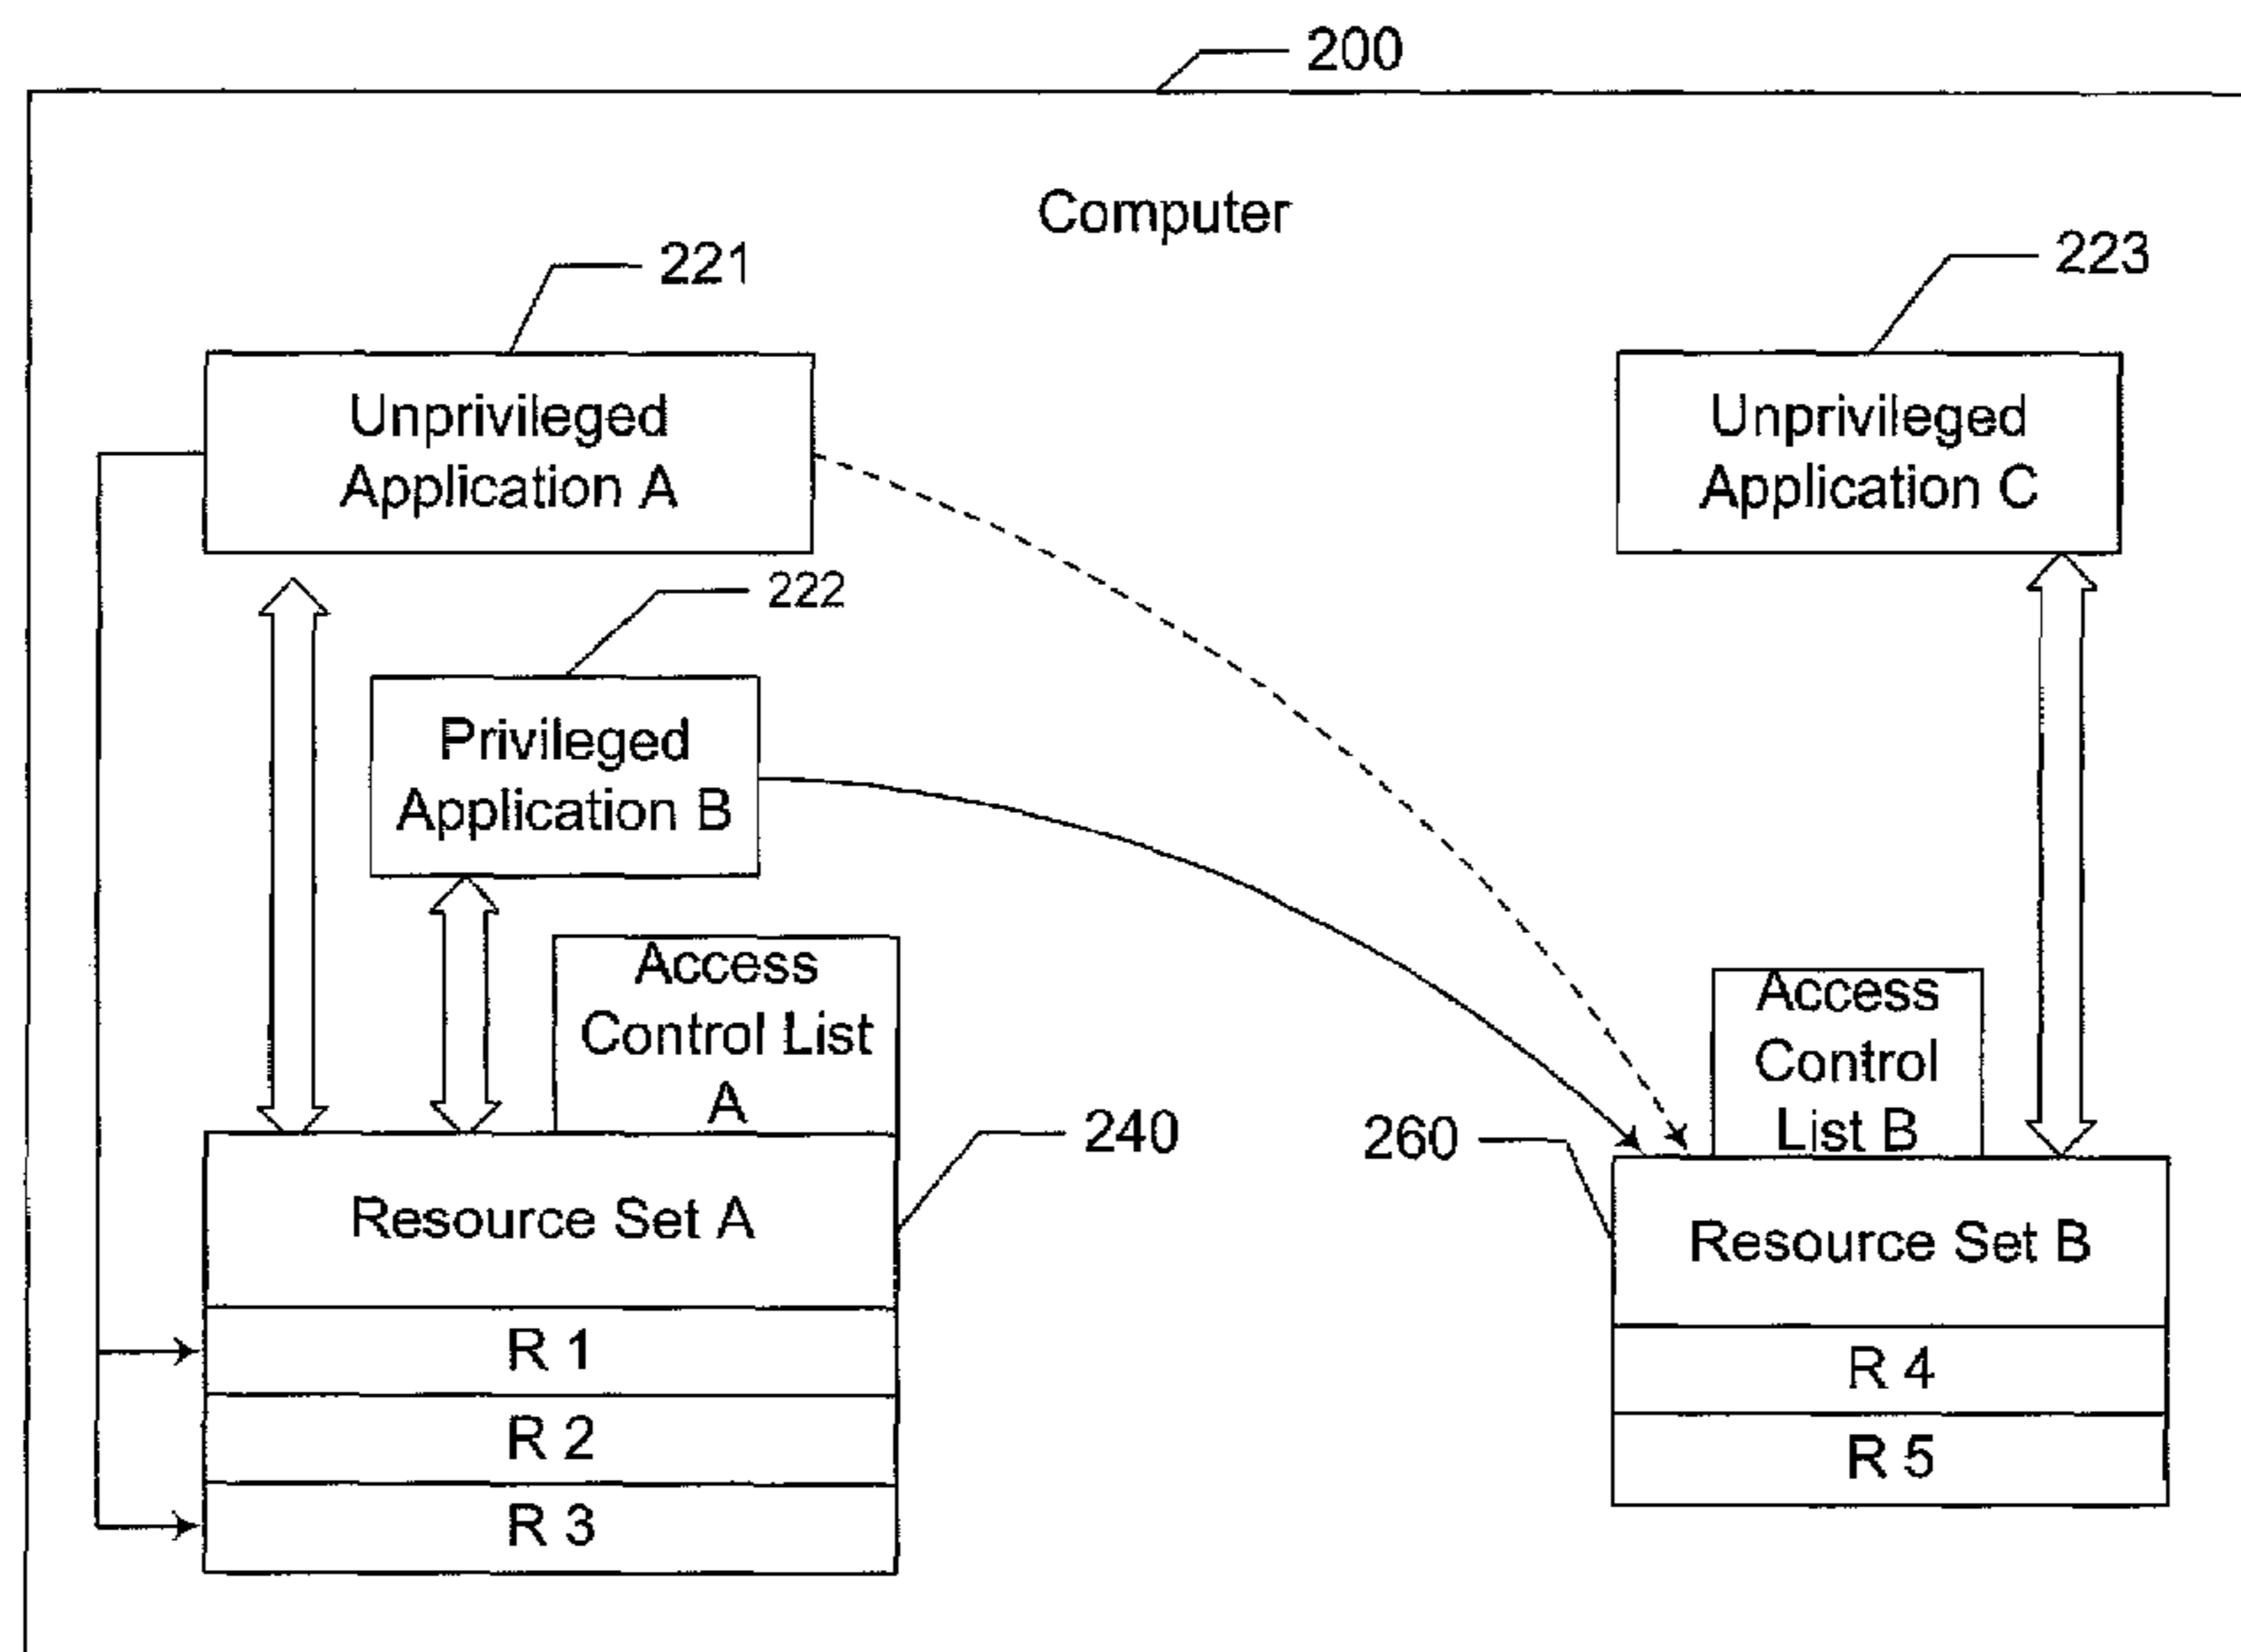 200
Computer
221
223
Unprivileged
Application A
Unprivileged
Application C
222
Privileged
Application B
Access
Control List
A
Access
Control
List B
240
260
Resource Set A
Resource Set B
R 1
R 2
R 3
R 4
R 5